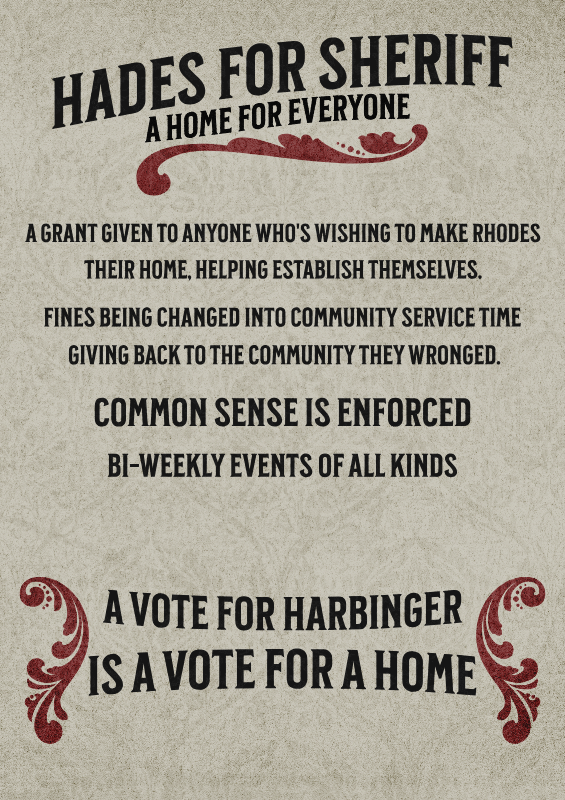 HADES FOR SHERIFF
A HOME FOR EVERYONE
A GRANT GIVEN TO ANYONE WHO'S WISHING TO MAKE RHODES
THEIR HOME, HELPING ESTABLISH THEMSELVES.
FINES BEING CHANGED INTO COMMUNITY SERVICE TIME
GIVING BACK TO THE COMMUNITY THEY WRONGED.
COMMON SENSE IS ENFORCED
BI-WEEKLY EVENTS OF ALL KINDS
A VOTE FOR HARBINGER
IS A VOTE FOR A HOME